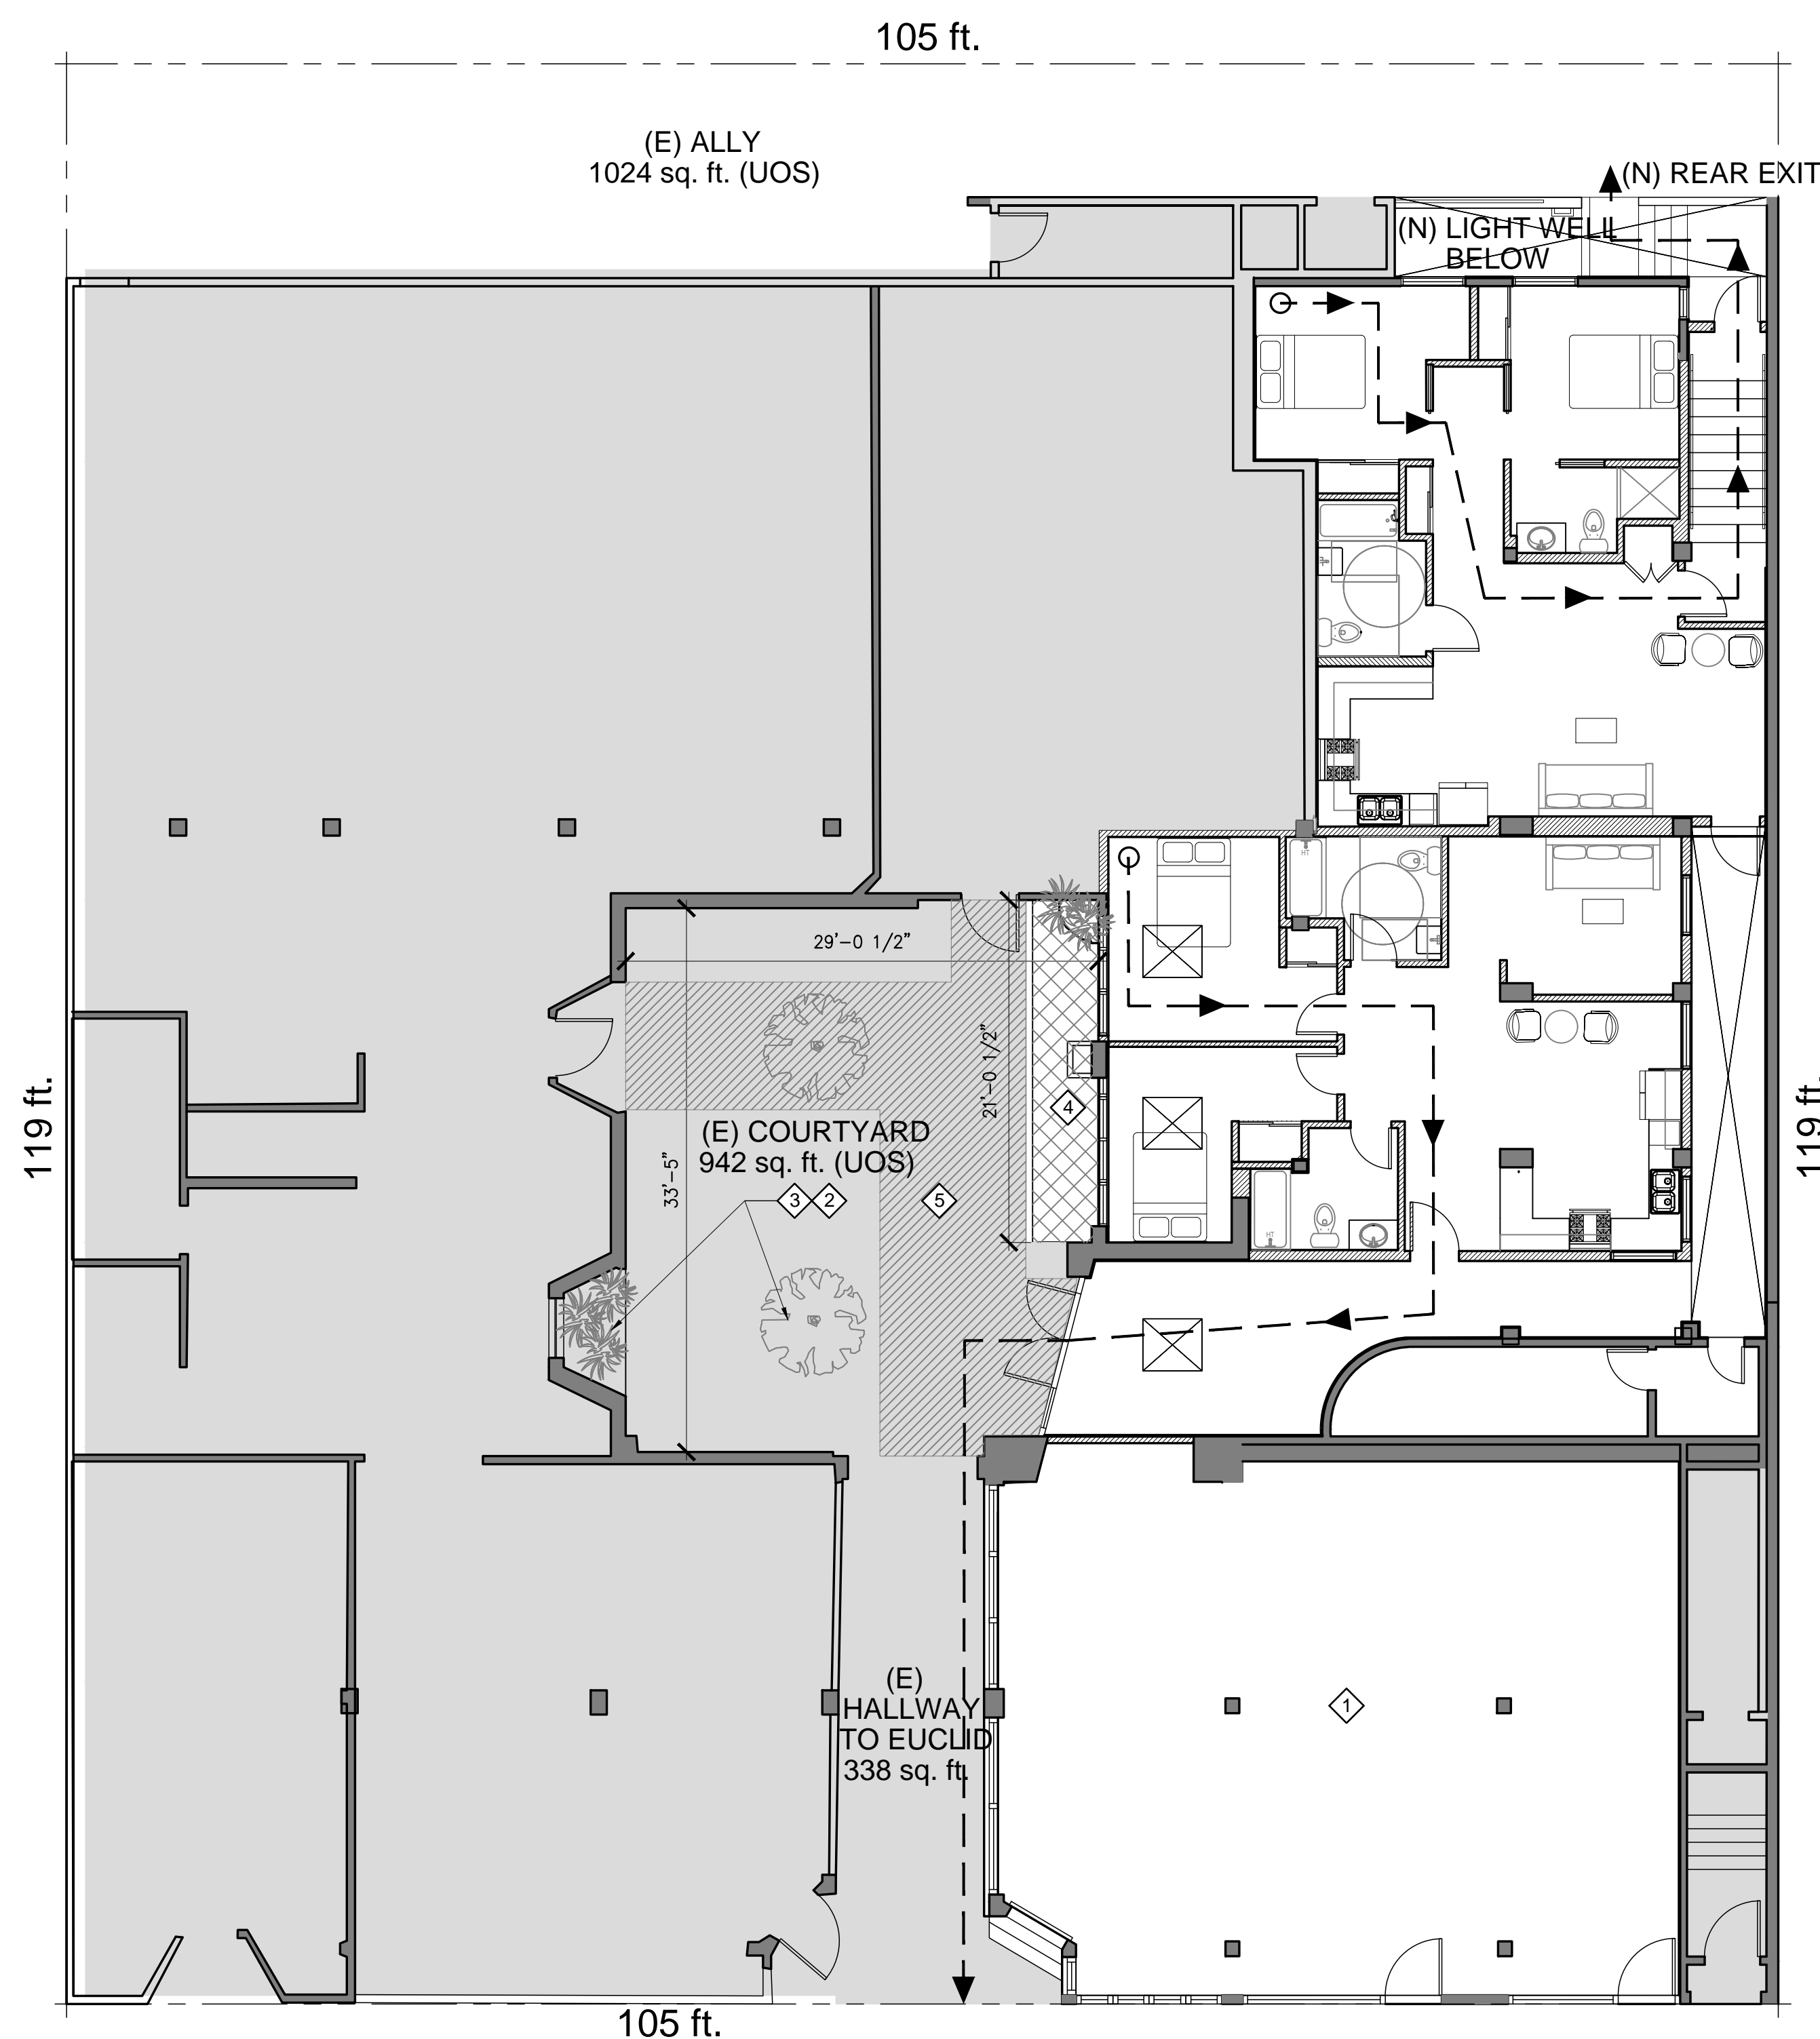 105 ft.
(E) ALLY
1024 sq. ft. (UOS)
(N) REAR EXIT
(N) LIGHT WELL
BELOW
HT
29'-0 1/2"
21'-0 1/2"
4
119 ft.
119 ft.
(E) COURTYARD
942 sq. ft. (UOS)
33'-5"
3 2
5
HT
(E)
HALLWAY
TO EUCLID
338 sq. ft.
1
105 ft.